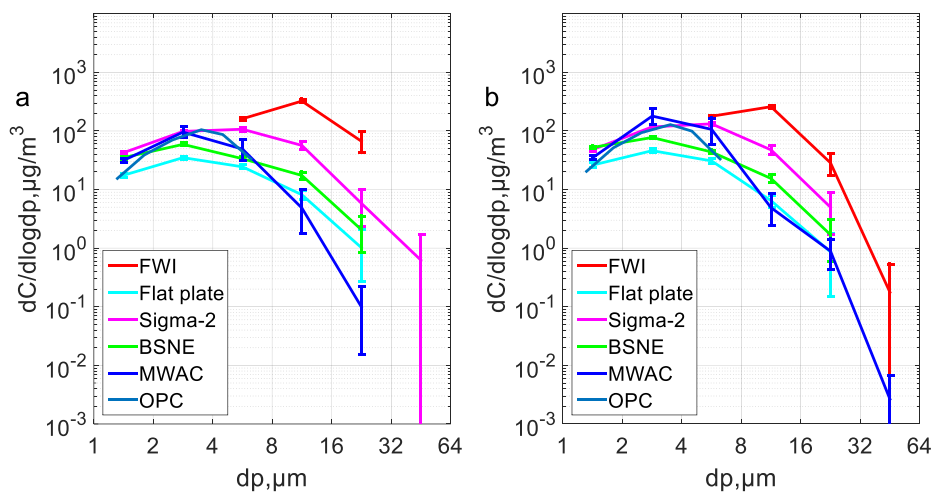 a
dC/dlogdp,µg/m³
10³
10²
10¹
10⁰
10⁻¹
10⁻²
10⁻³
FWI
Flat plate
Sigma-2
BSNE
MWAC
OPC
1 2 4 8 16 32 64
dp,µm
b
dC/dlogdp,µg/m³
10³
10²
10¹
10⁰
10⁻¹
10⁻²
10⁻³
FWI
Flat plate
Sigma-2
BSNE
MWAC
OPC
1 2 4 8 16 32 64
dp,µm